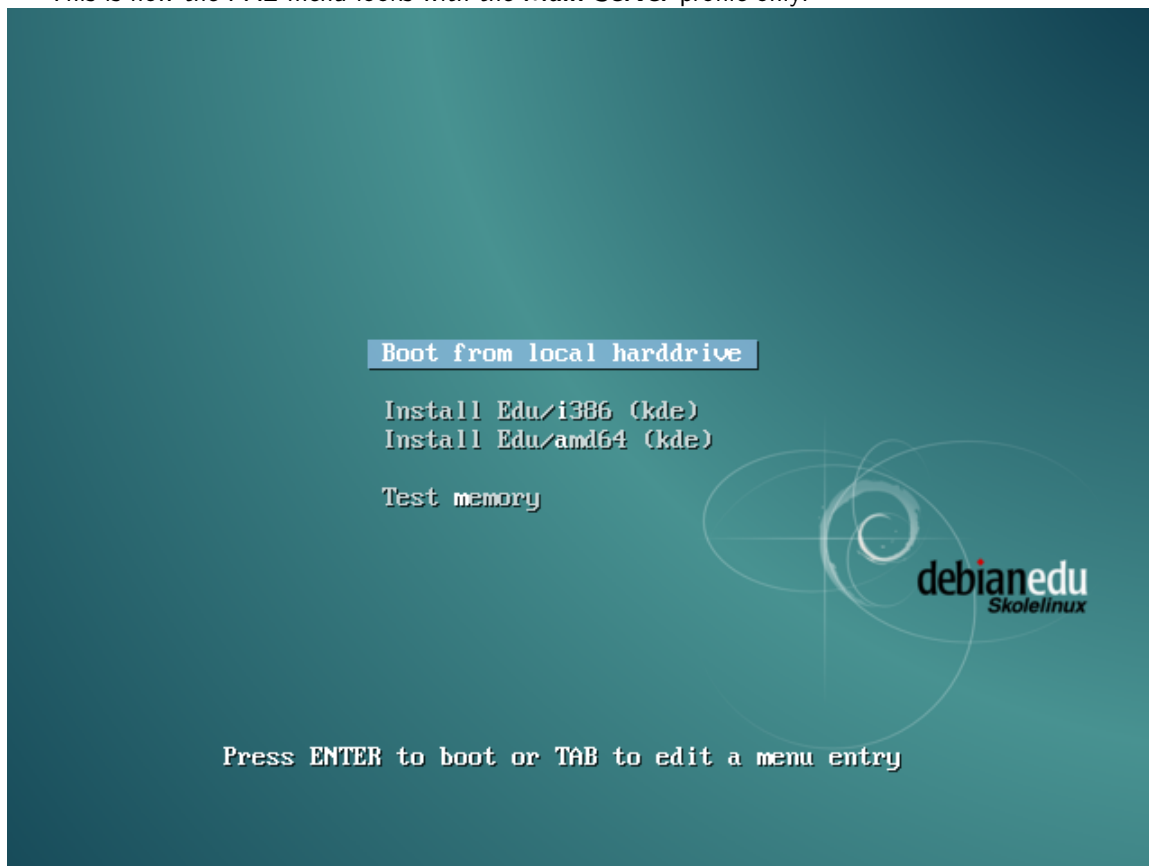 This is how the PXE menu looks with the Main Server profile only:
Boot from local harddrive
Install Edu/i386 (kde)
Install Edu/amd64 (kde)
Test memory
debianedu
Skolelinux
Press ENTER to boot or TAB to edit a menu entry